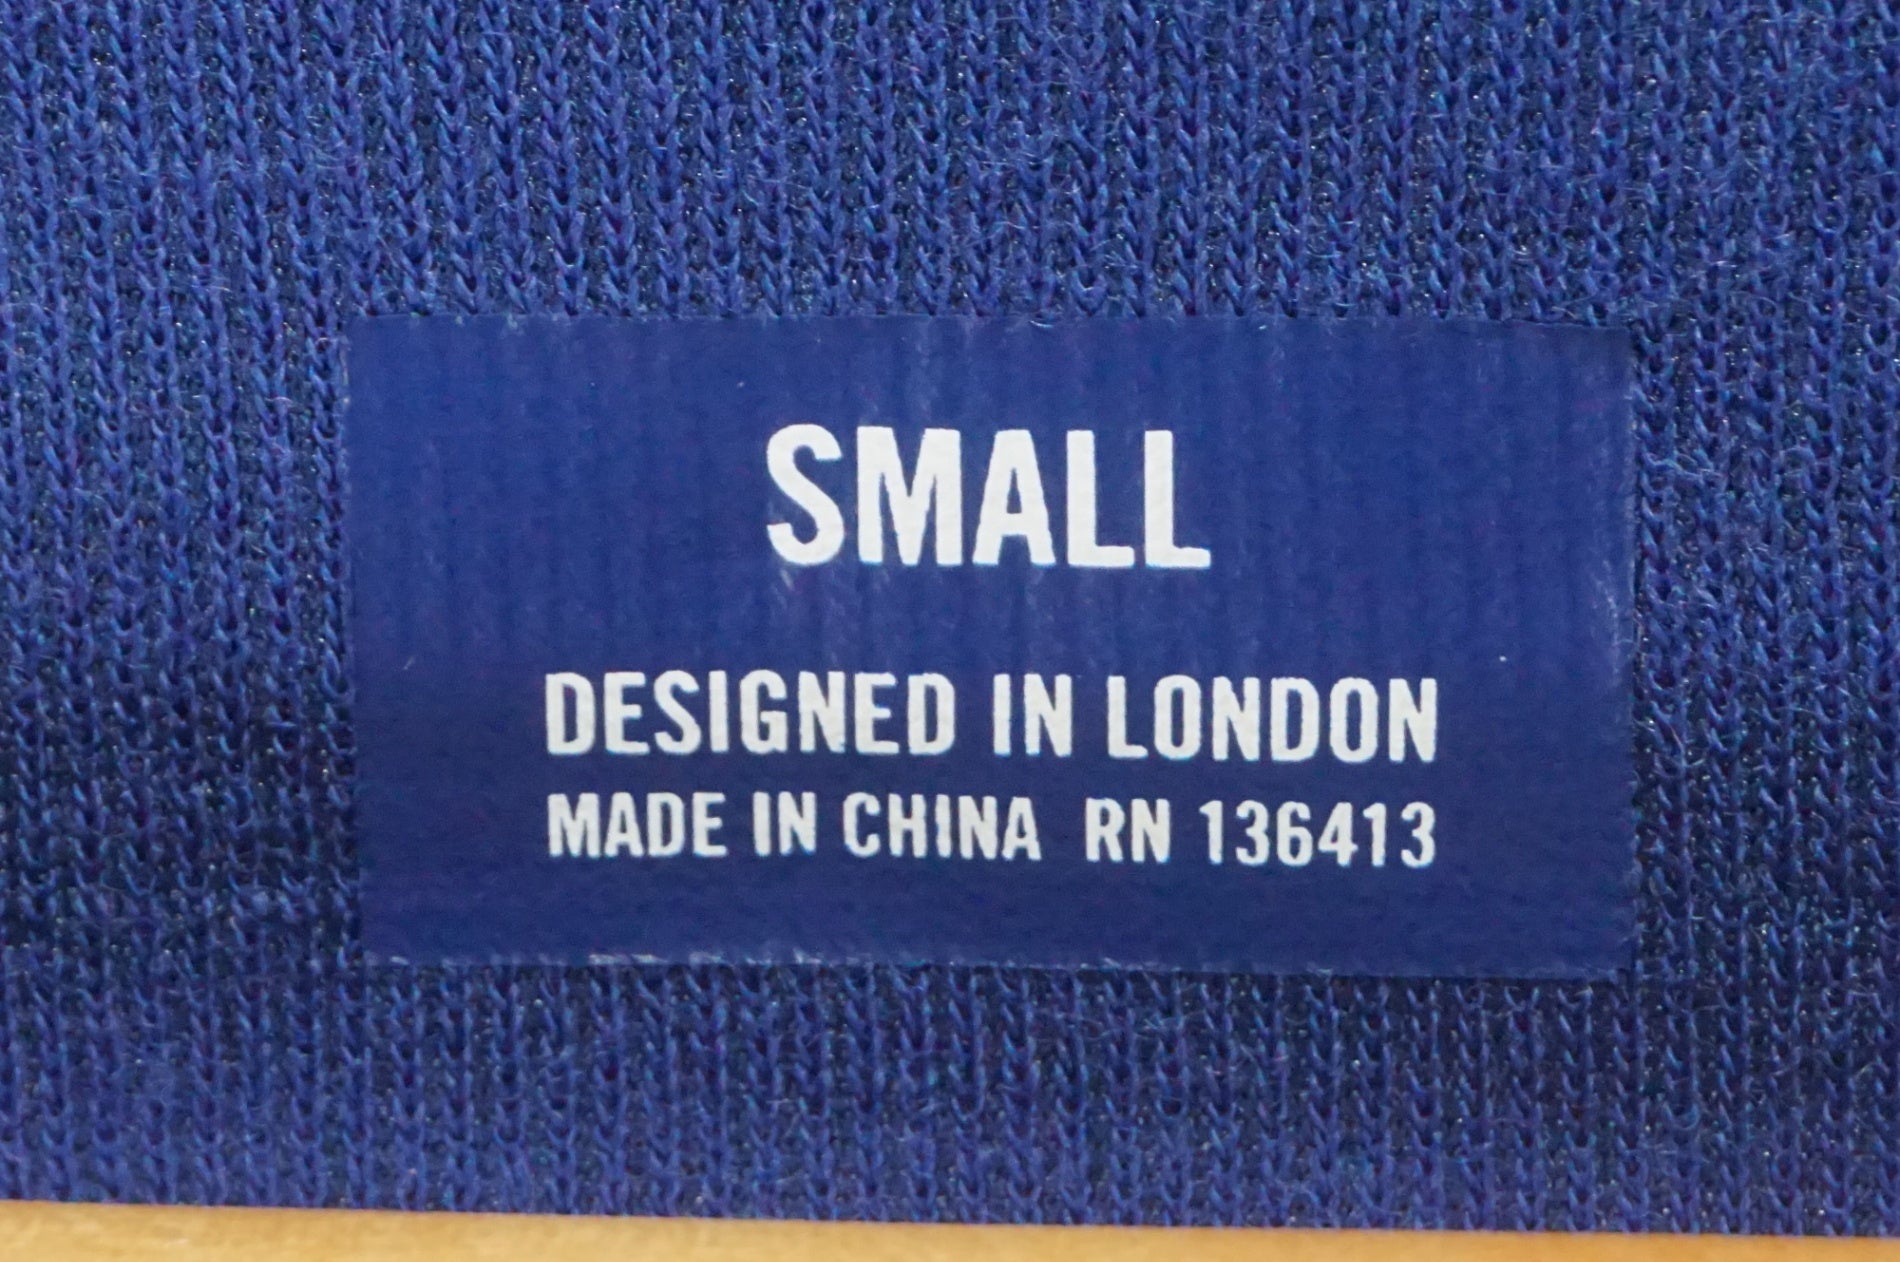 SMALL
DESIGNED IN LONDON
MADE IN CHINA RN 136413